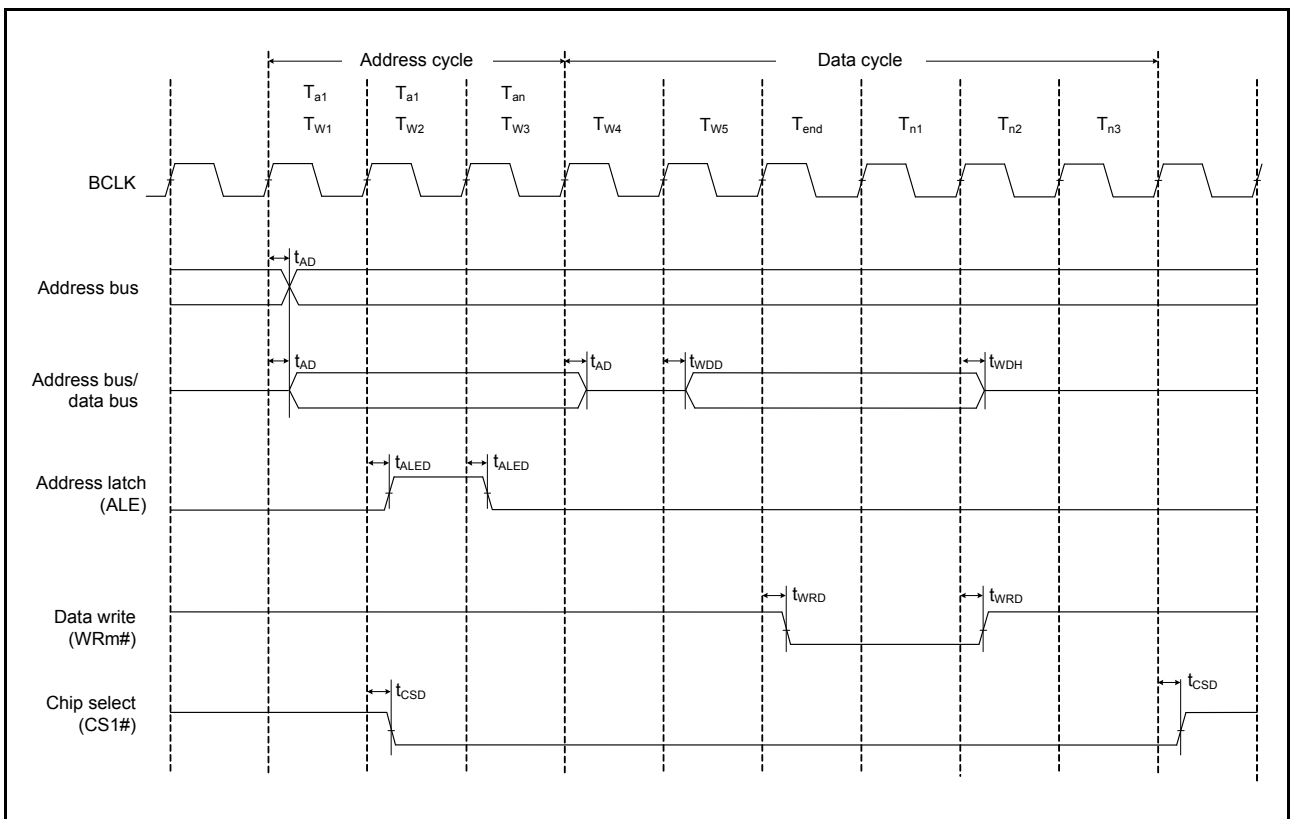 Address cycle Data cycle
Ta1 Ta1 Tan
TW1 TW2 TW3 TW4 TW5 Tend Tn1 Tn2 Tn3
BCLK
tAD
Address bus
tAD tAD tWDD tWDH
Address bus/
data bus
tALED tALED
Address latch
(ALE)
tWRD tWRD
Data write
(WRm#)
tCSD tCSD
Chip select
(CS1#)